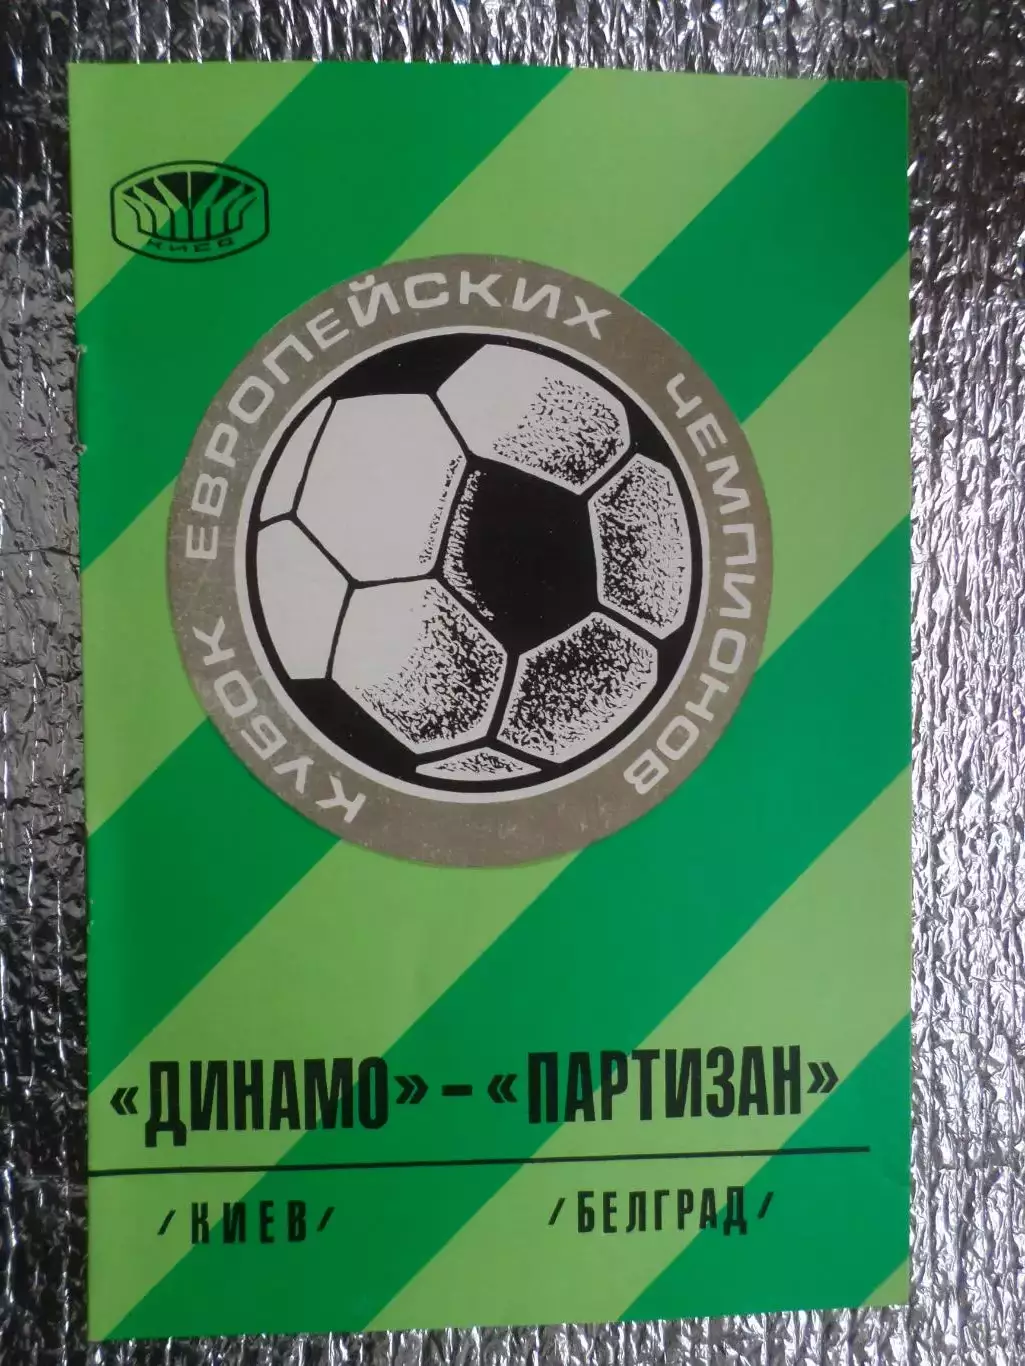 КИЕВ
КУБОК ЕВРОПЕЙСКИХ ЧЕМПИОНОВ
«ДИНАМО» – «ПАРТИЗАН»
/КИЕВ/ /БЕЛГРАД/